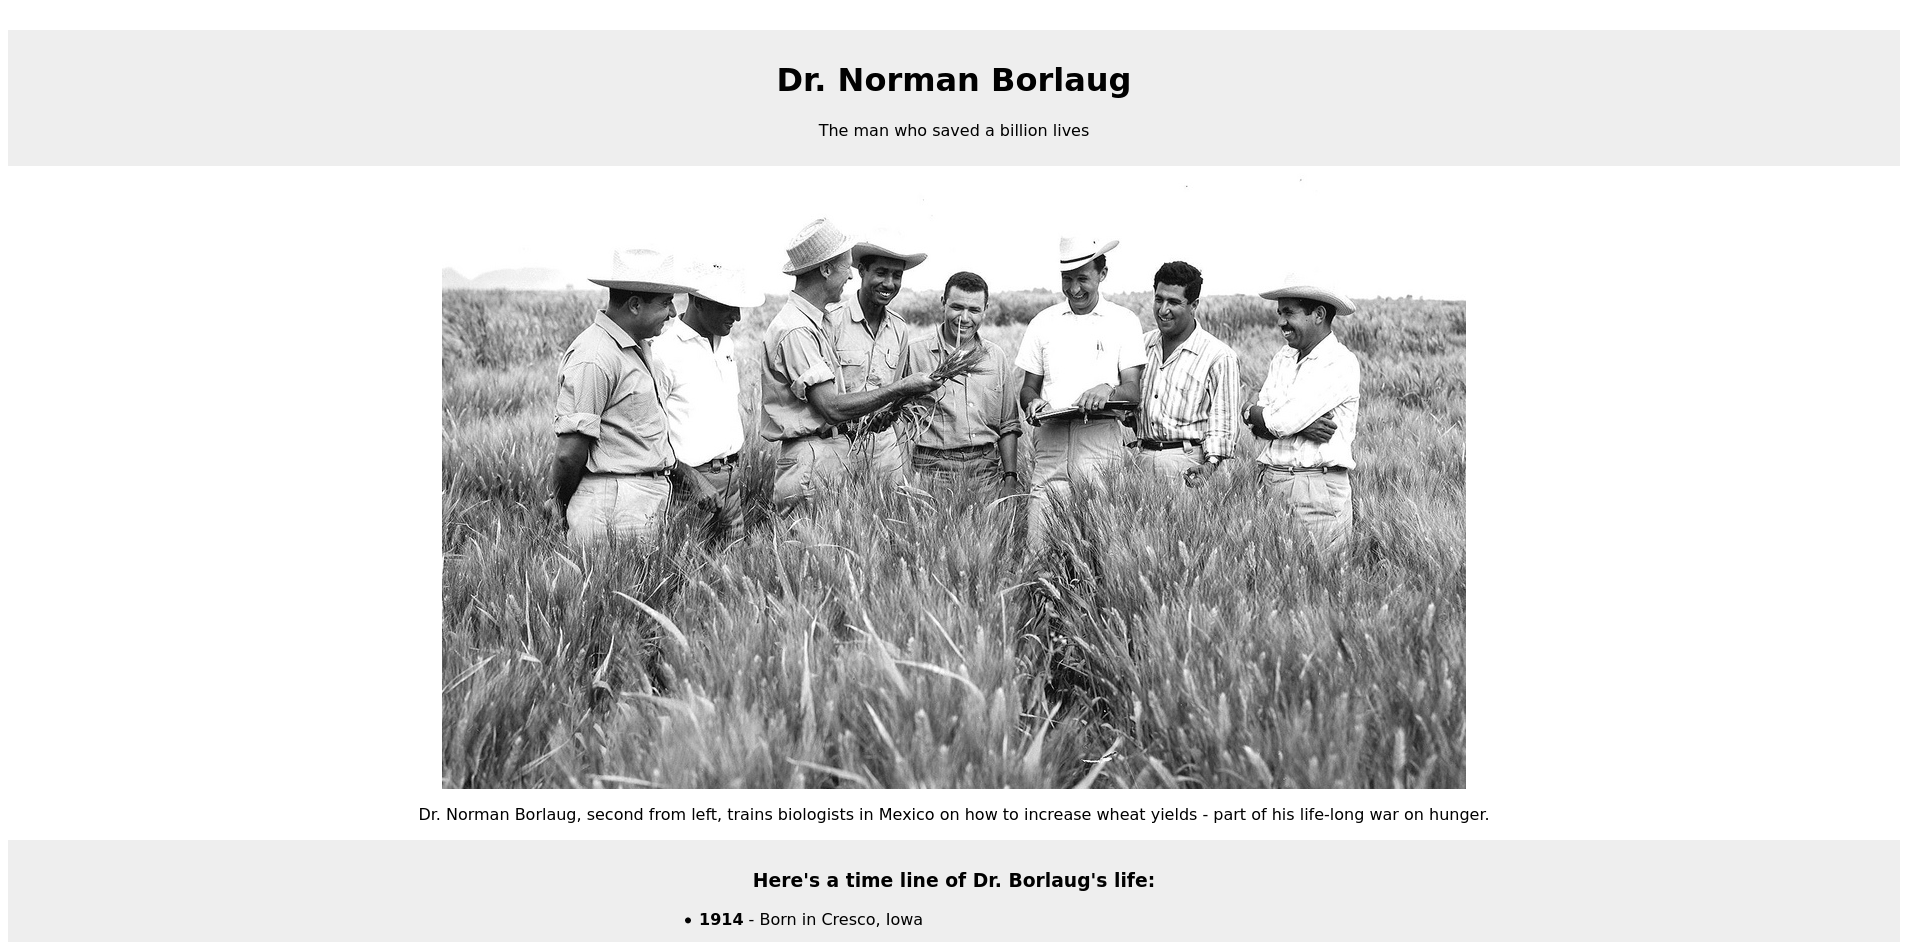 Dr. Norman Borlaug
The man who saved a billion lives
Dr. Norman Borlaug, second from left, trains biologists in Mexico on how to increase wheat yields - part of his life-long war on hunger.
Here's a time line of Dr. Borlaug's life:
• 1914 - Born in Cresco, Iowa